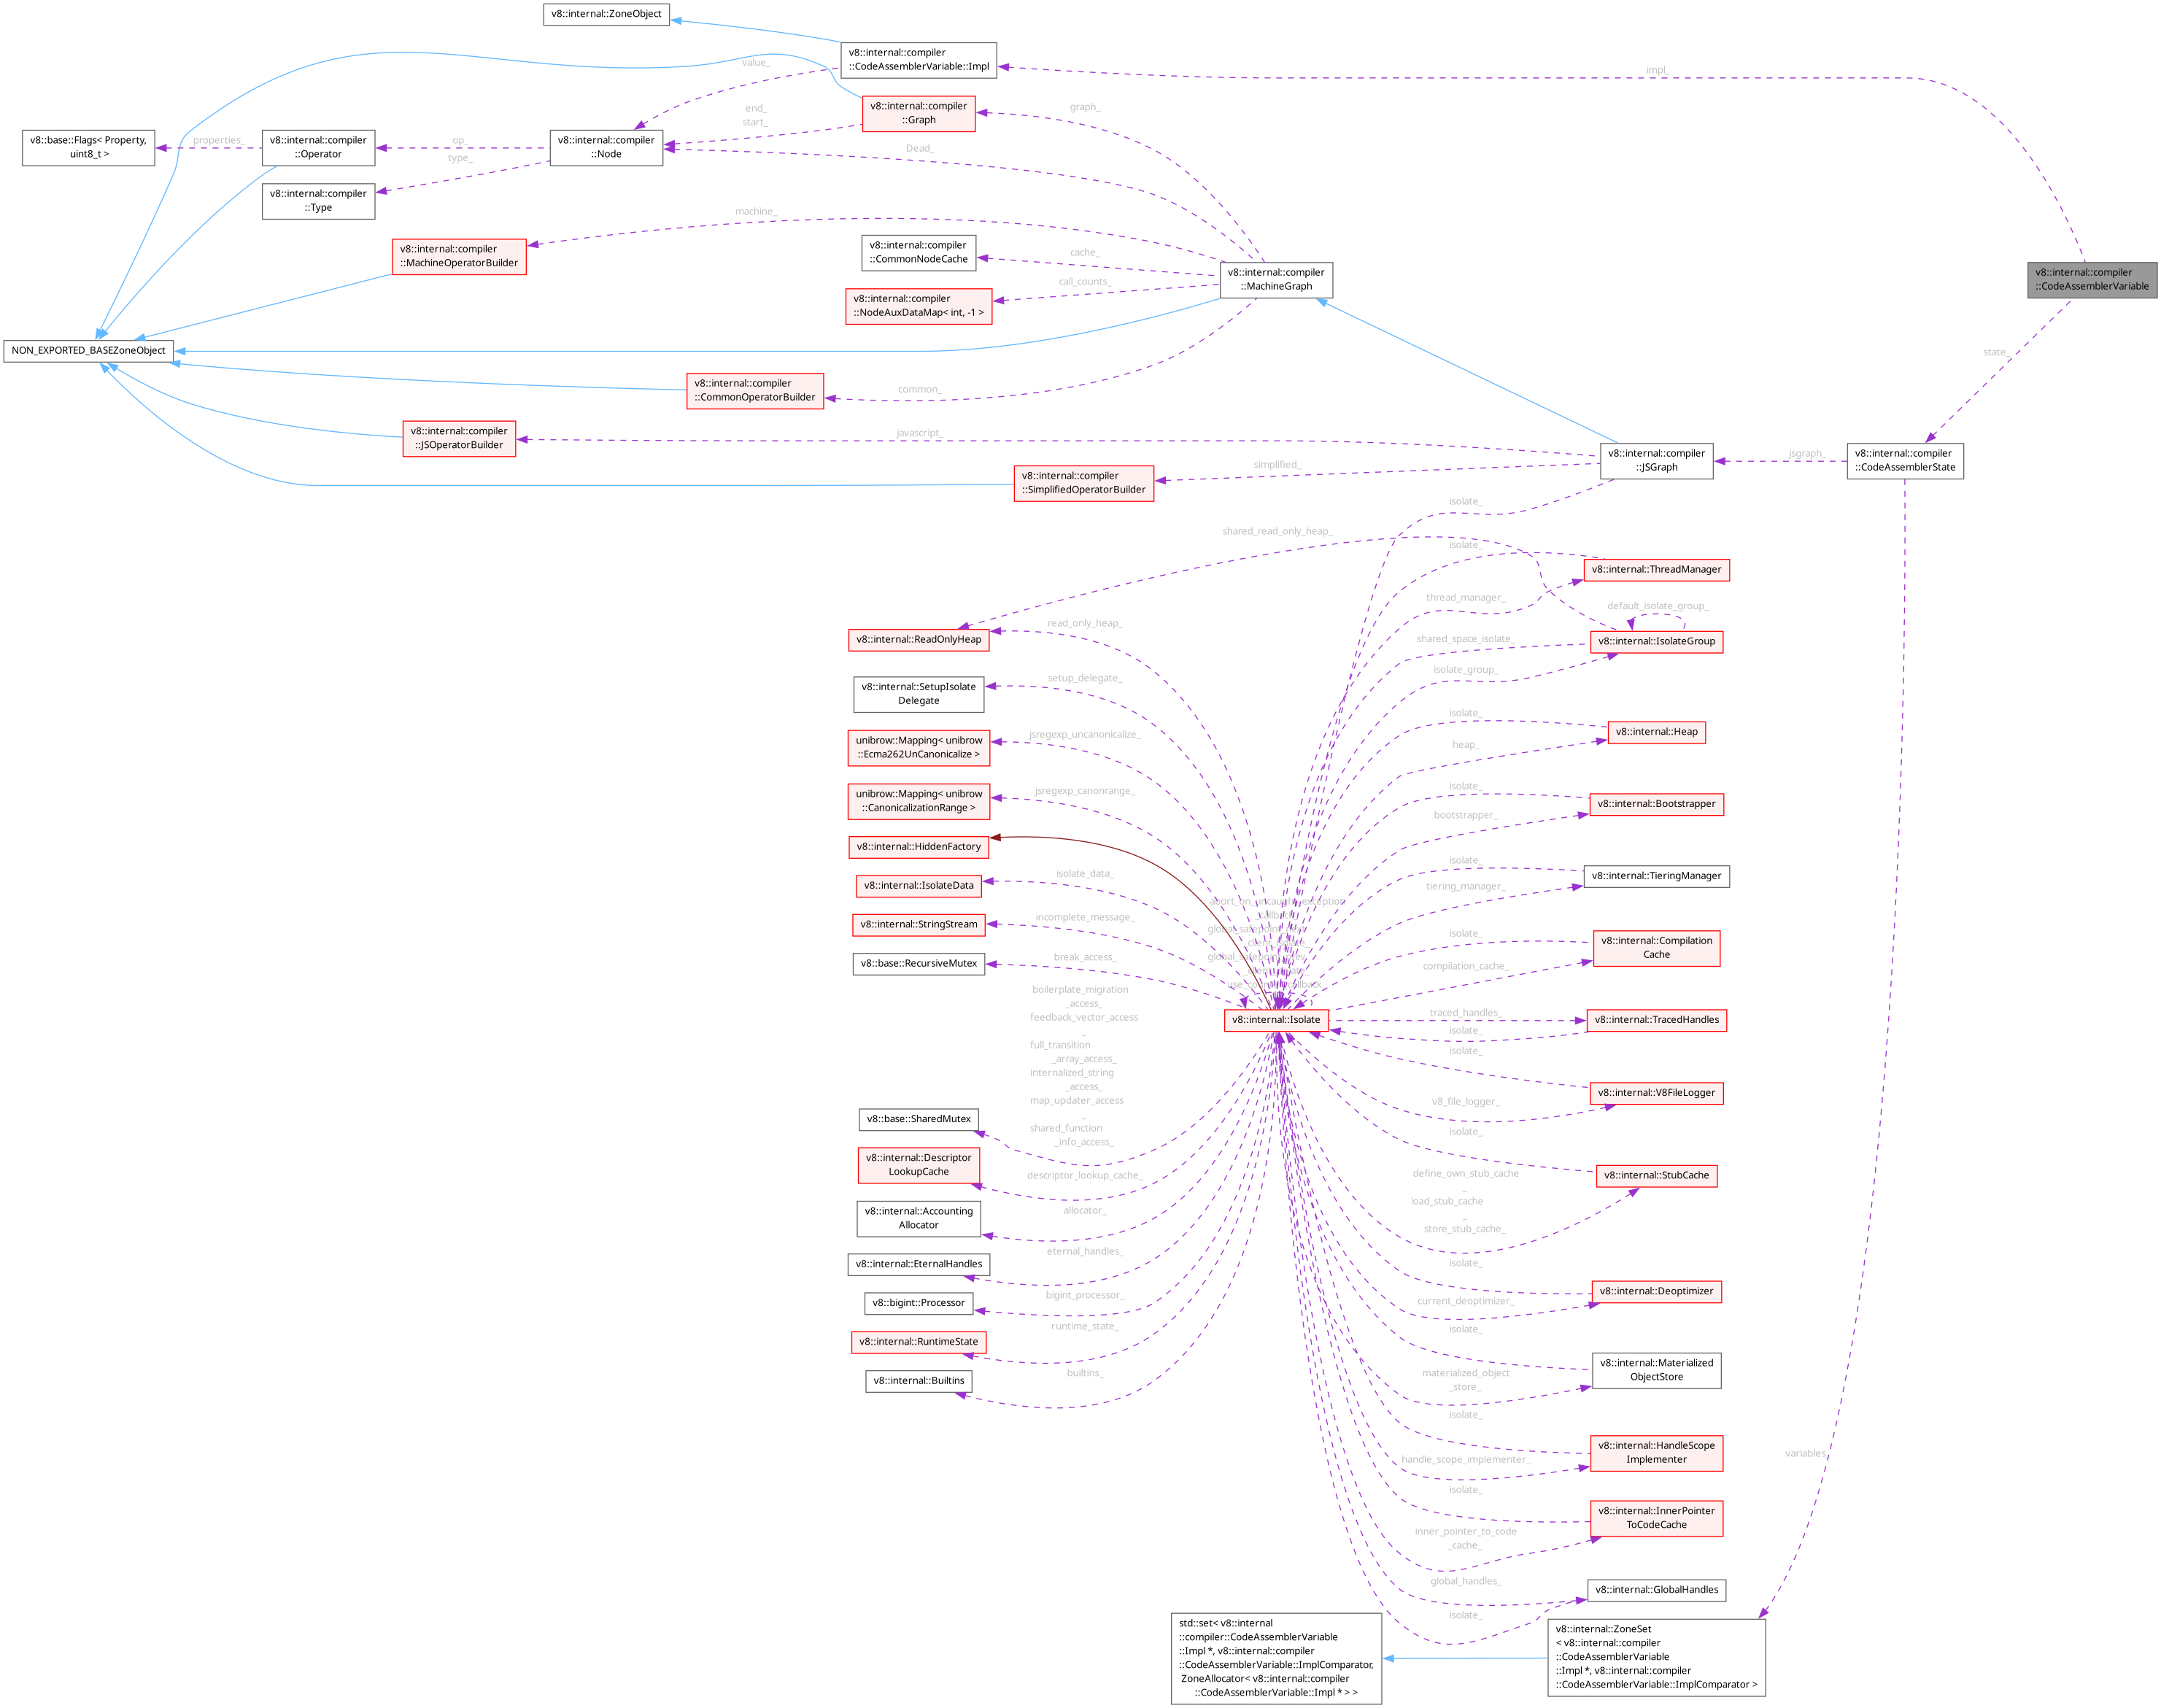 v8::internal::ZoneObject
v8::internal::compiler
::CodeAssemblerVariable::Impl
value_
impl_
v8::internal::compiler
::Graph
graph_
end_
start_
v8::base::Flags< Property,
uint8_t >
properties_
v8::internal::compiler
::Operator
op_
type_
v8::internal::compiler
::Node
Dead_
v8::internal::compiler
::Type
machine_
v8::internal::compiler
::MachineOperatorBuilder
v8::internal::compiler
::CommonNodeCache
cache_
call_counts_
v8::internal::compiler
::MachineGraph
v8::internal::compiler
::CodeAssemblerVariable
v8::internal::compiler
::NodeAuxDataMap< int, -1 >
NON_EXPORTED_BASEZoneObject
state_
v8::internal::compiler
::CommonOperatorBuilder
common_
v8::internal::compiler
::JSOperatorBuilder
javascript_
simplified_
v8::internal::compiler
::JSGraph
jsgraph_
v8::internal::compiler
::CodeAssemblerState
v8::internal::compiler
::SimplifiedOperatorBuilder
isolate_
shared_read_only_heap_
isolate_
v8::internal::ThreadManager
thread_manager_
default_isolate_group_
v8::internal::ReadOnlyHeap
read_only_heap_
shared_space_isolate_
v8::internal::IsolateGroup
isolate_group_
v8::internal::SetupIsolate
Delegate
setup_delegate_
isolate_
v8::internal::Heap
heap_
unibrow::Mapping< unibrow
::Ecma262UnCanonicalize >
jsregexp_uncanonicalize_
unibrow::Mapping< unibrow
::CanonicalizationRange >
jsregexp_canonrange_
isolate_
v8::internal::Bootstrapper
bootstrapper_
v8::internal::HiddenFactory
isolate_
v8::internal::TieringManager
tiering_manager_
v8::internal::IsolateData
isolate_data_
abort_on_uncaught_exception
_callback_
global_safepoint_next
_client_isolate_
global_safepoint_prev
_client_isolate_
use_counter_callback_
v8::internal::StringStream
incomplete_message_
isolate_
v8::internal::Compilation
Cache
compilation_cache_
v8::base::RecursiveMutex
break_access_
v8::internal::Isolate
traced_handles_
isolate_
v8::internal::TracedHandles
boilerplate_migration
_access_
feedback_vector_access
_
full_transition
_array_access_
internalized_string
_access_
map_updater_access
_
shared_function
_info_access_
isolate_
v8::internal::V8FileLogger
v8_file_logger_
v8::base::SharedMutex
isolate_
v8::internal::Descriptor
LookupCache
descriptor_lookup_cache_
v8::internal::StubCache
define_own_stub_cache
_
load_stub_cache
_
store_stub_cache_
v8::internal::Accounting
Allocator
allocator_
v8::internal::EternalHandles
eternal_handles_
isolate_
v8::internal::Deoptimizer
current_deoptimizer_
v8::bigint::Processor
bigint_processor_
v8::internal::RuntimeState
runtime_state_
isolate_
v8::internal::Materialized
ObjectStore
materialized_object
_store_
v8::internal::Builtins
builtins_
isolate_
v8::internal::HandleScope
Implementer
handle_scope_implementer_
variables_
isolate_
v8::internal::InnerPointer
ToCodeCache
inner_pointer_to_code
_cache_
global_handles_
v8::internal::GlobalHandles
isolate_
std::set< v8::internal
::compiler::CodeAssemblerVariable
::Impl *, v8::internal::compiler
::CodeAssemblerVariable::ImplComparator,
ZoneAllocator< v8::internal::compiler
::CodeAssemblerVariable::Impl * > >
v8::internal::ZoneSet
< v8::internal::compiler
::CodeAssemblerVariable
::Impl *, v8::internal::compiler
::CodeAssemblerVariable::ImplComparator >